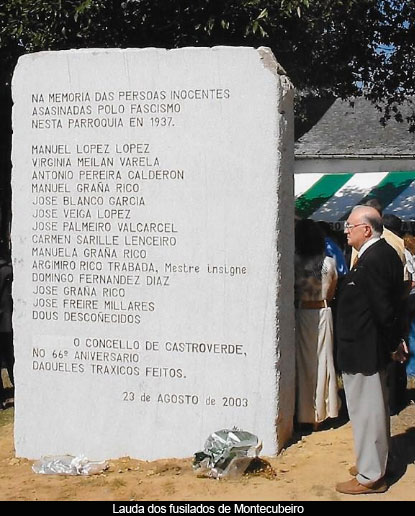 NA MEMORIA DAS PERSOAS INOCENTES
ASASINADAS POLO FASCISMO
NESTA PARROQUIA EN 1937.
MANUEL LOPEZ LOPEZ
VIRGINIA MEILAN VARELA
ANTONIO PEREIRA CALDERON
MANUEL GRAÑA RICO
JOSE BLANCO GARCIA
JOSE VEIGA LOPEZ
JOSE PALMEIRO VALCARCEL
CARMEN SARILLE LENCEIRO
MANUELA GRAÑA RICO
ARGIMIRO RICO TRABADA, Mestre insigne
DOMINGO FERNANDEZ DIAZ
JOSE GRAÑA RICO
JOSE FREIRE MILLARES
DOUS DESCOÑECIDOS
O CONCELLO DE CASTROVERDE,
NO 66º ANIVERSARIO
DAQUELES TRAXICOS FEITOS.
23 de AGOSTO de 2003
Lauda dos fusilados de Montecubeiro